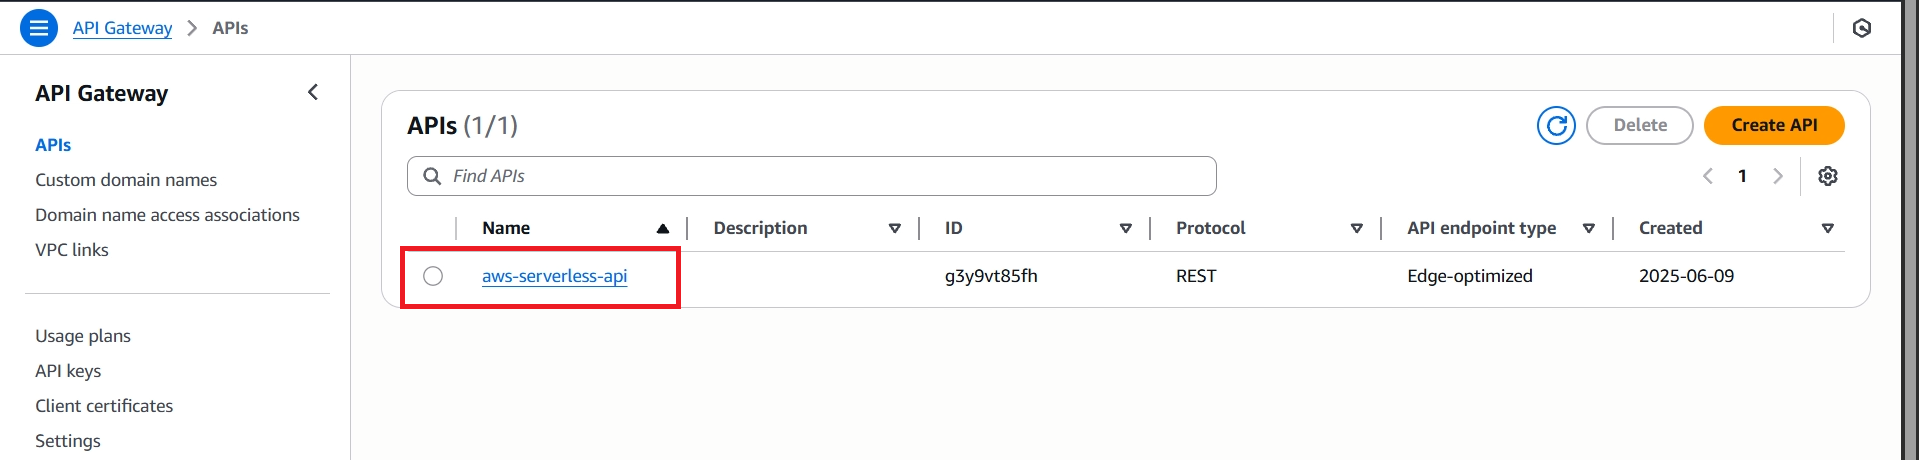 API Gateway > APIs
API Gateway
APIs
Custom domain names
Domain name access associations
VPC links
Usage plans
API keys
Client certificates
Settings
APIs (1/1)
Delete
Create API
Find APIs
1
Name Description ID Protocol API endpoint type Created
aws-serverless-api g3y9vt85fh REST Edge-optimized 2025-06-09